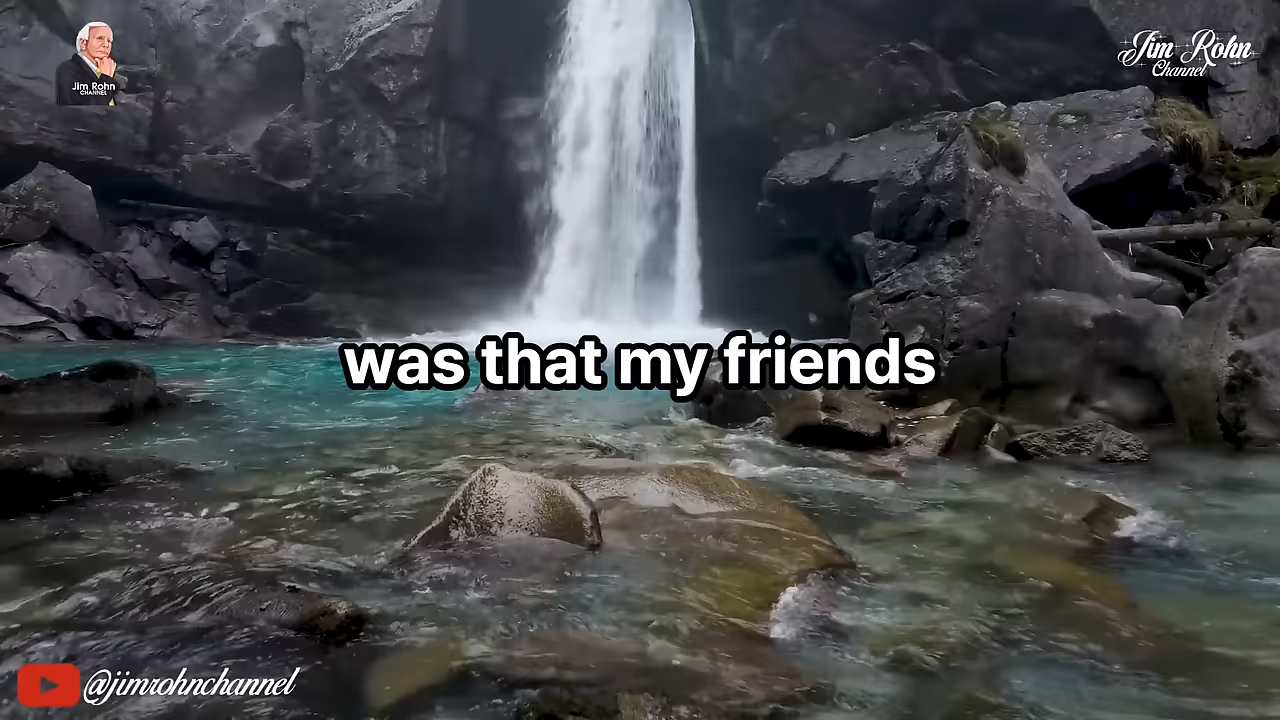 Jim Rohn
CHANNEL
Jim Rohn
Channel
was that my friends
@jimrohnchannel